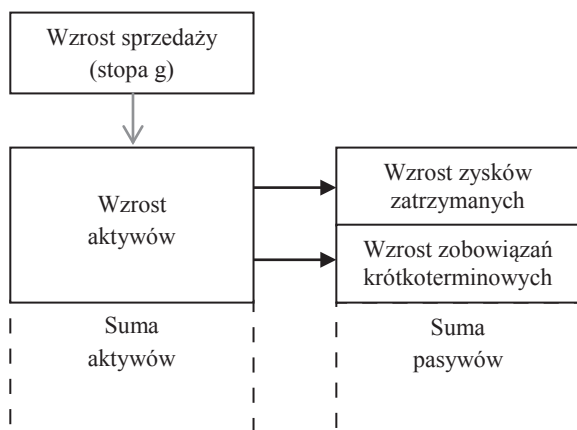 Wzrost sprzedaży
(stopa g)
Wzrost
aktywów
Wzrost zysków
zatrzymanych
Wzrost zobowiązań
krótkoterminowych
Suma
aktywów
Suma
pasywów